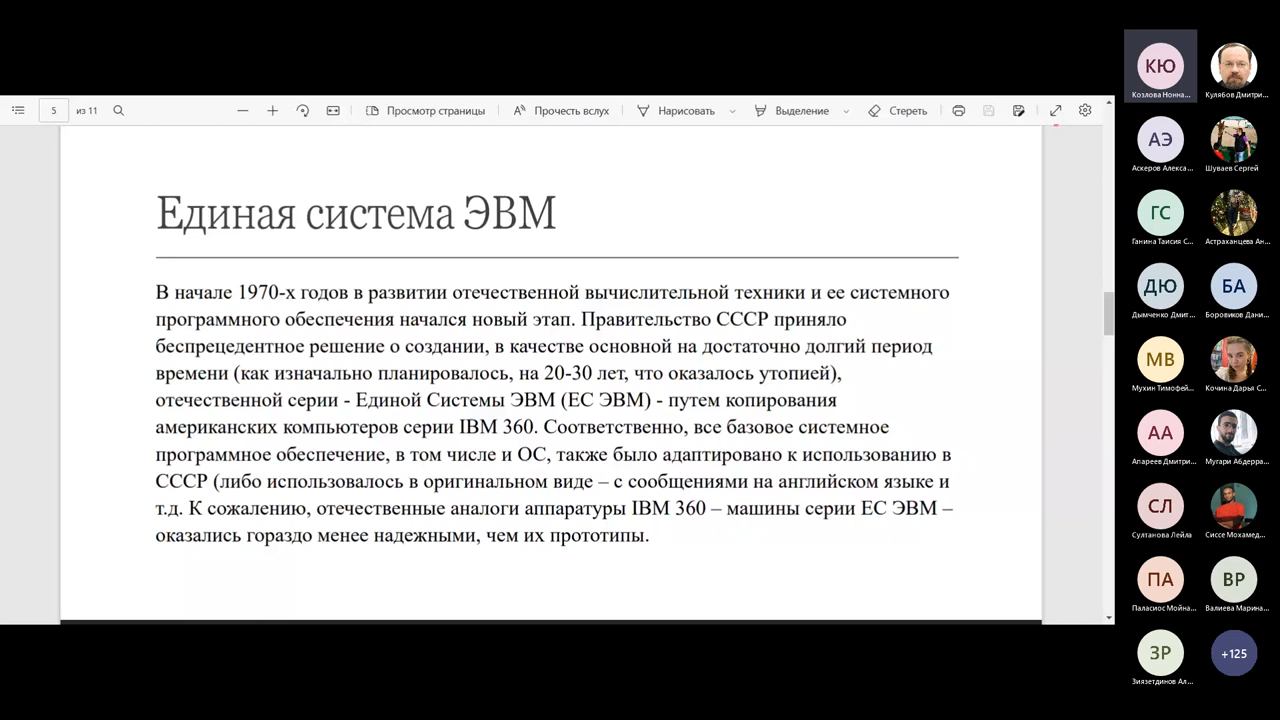 5 из 11 Просмотр страницы Прочесть вслух Нарисовать Выделение Стереть
Единая система ЭВМ
В начале 1970-х годов в развитии отечественной вычислительной техники и ее системного
программного обеспечения начался новый этап. Правительство СССР приняло
беспрецедентное решение о создании, в качестве основной на достаточно долгий период
времени (как изначально планировалось, на 20-30 лет, что оказалось утопией),
отечественной серии - Единой Системы ЭВМ (ЕС ЭВМ) - путем копирования
американских компьютеров серии IBM 360. Соответственно, все базовое системное
программное обеспечение, в том числе и ОС, также было адаптировано к использованию в
СССР (либо использовалось в оригинальном виде – с сообщениями на английском языке и
т.д. К сожалению, отечественные аналоги аппаратуры IBM 360 – машины серии ЕС ЭВМ –
оказались гораздо менее надежными, чем их прототипы.
КЮ
Козлова Нонна... Кулябов Дмитри...
АЭ
Аскеров Алекса... Шуваев Сергей
ГС
Ганина Таисия С... Астраханцева Ан...
ДЮ БА
Дымченко Дмит... Боровиков Дани...
МВ
Мухин Тимофей... Кочина Дарья С...
АА
Апареев Дмитри... Мугари Абдерра...
СЛ
Султанова Лейла Сиссе Мохамед...
ПА ВР
Паласиос Мойна... Валиева Марина...
ЗР +125
Зиязетдинов Ал...